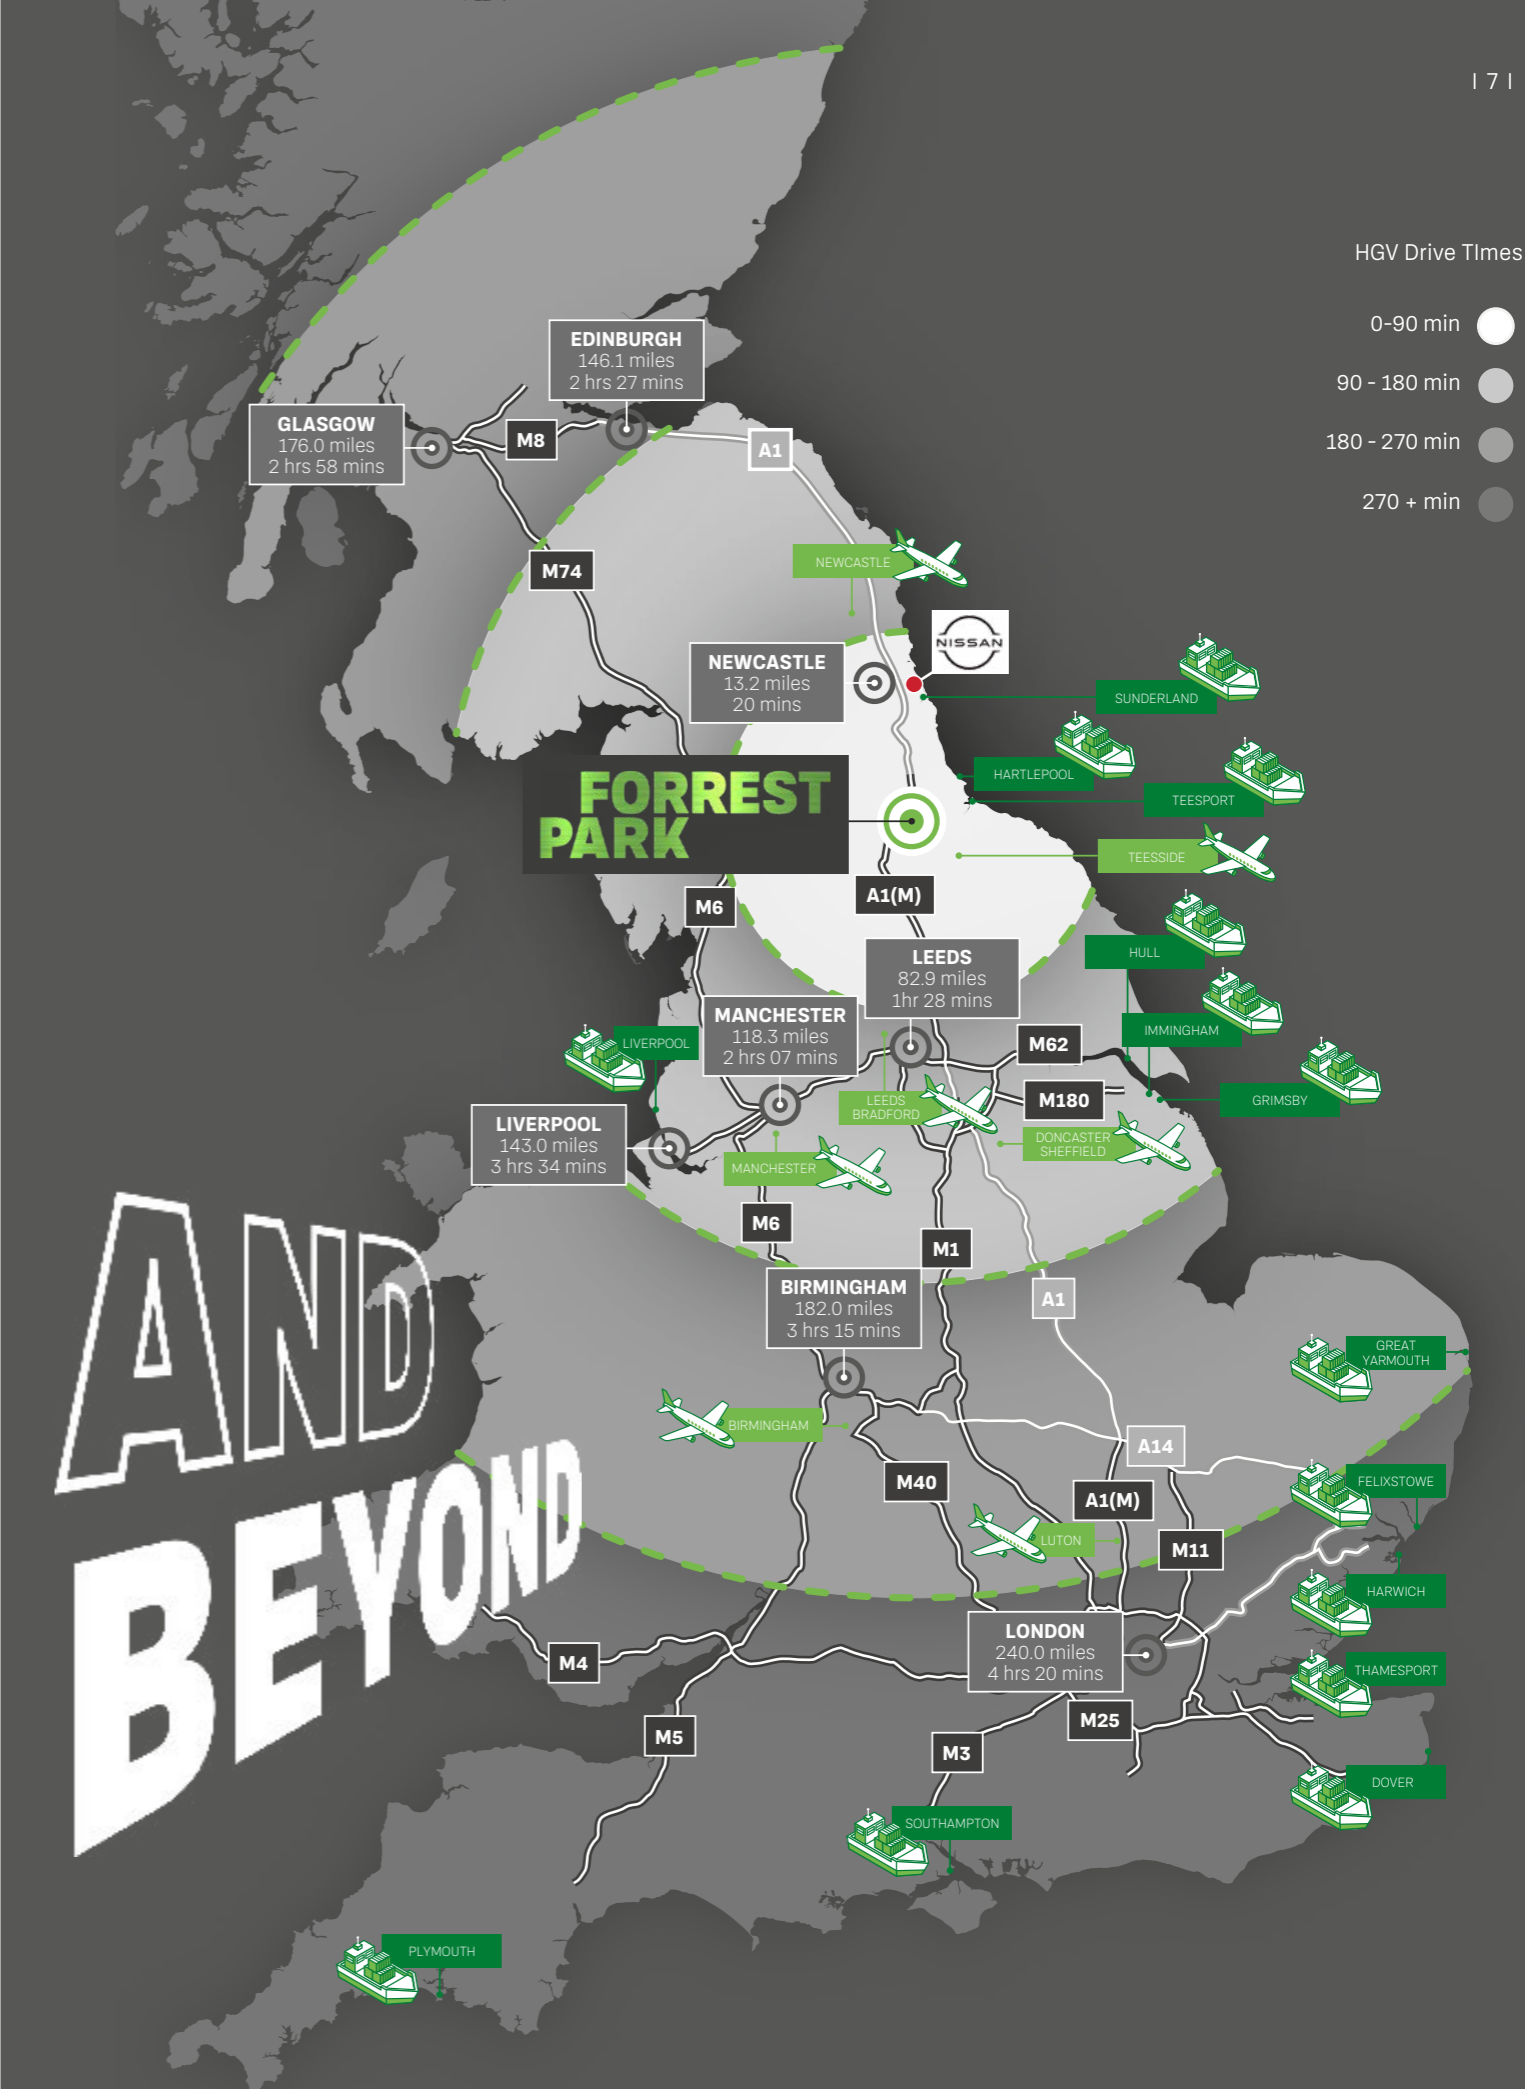 | 7 |
HGV Drive TImes
0-90 min
90 - 180 min
180 - 270 min
270 + min
EDINBURGH
146.1 miles
2 hrs 27 mins
GLASGOW
176.0 miles
2 hrs 58 mins
M8
A1
M74
NEWCASTLE
NISSAN
NEWCASTLE
13.2 miles
20 mins
SUNDERLAND
HARTLEPOOL
TEESPORT
FORREST
PARK
TEESSIDE
M6
A1(M)
HULL
LEEDS
82.9 miles
1hr 28 mins
MANCHESTER
118.3 miles
2 hrs 07 mins
IMMINGHAM
LIVERPOOL
M62
M180
GRIMSBY
LEEDS
BRADFORD
LIVERPOOL
143.0 miles
3 hrs 34 mins
DONCASTER
SHEFFIELD
MANCHESTER
M6
M1
A1
BIRMINGHAM
182.0 miles
3 hrs 15 mins
GREAT
YARMOUTH
AND
BEYOND
BIRMINGHAM
A14
M40
FELIXSTOWE
A1(M)
LUTON
M11
HARWICH
LONDON
240.0 miles
4 hrs 20 mins
M4
THAMESPORT
M25
M5
M3
DOVER
SOUTHAMPTON
PLYMOUTH